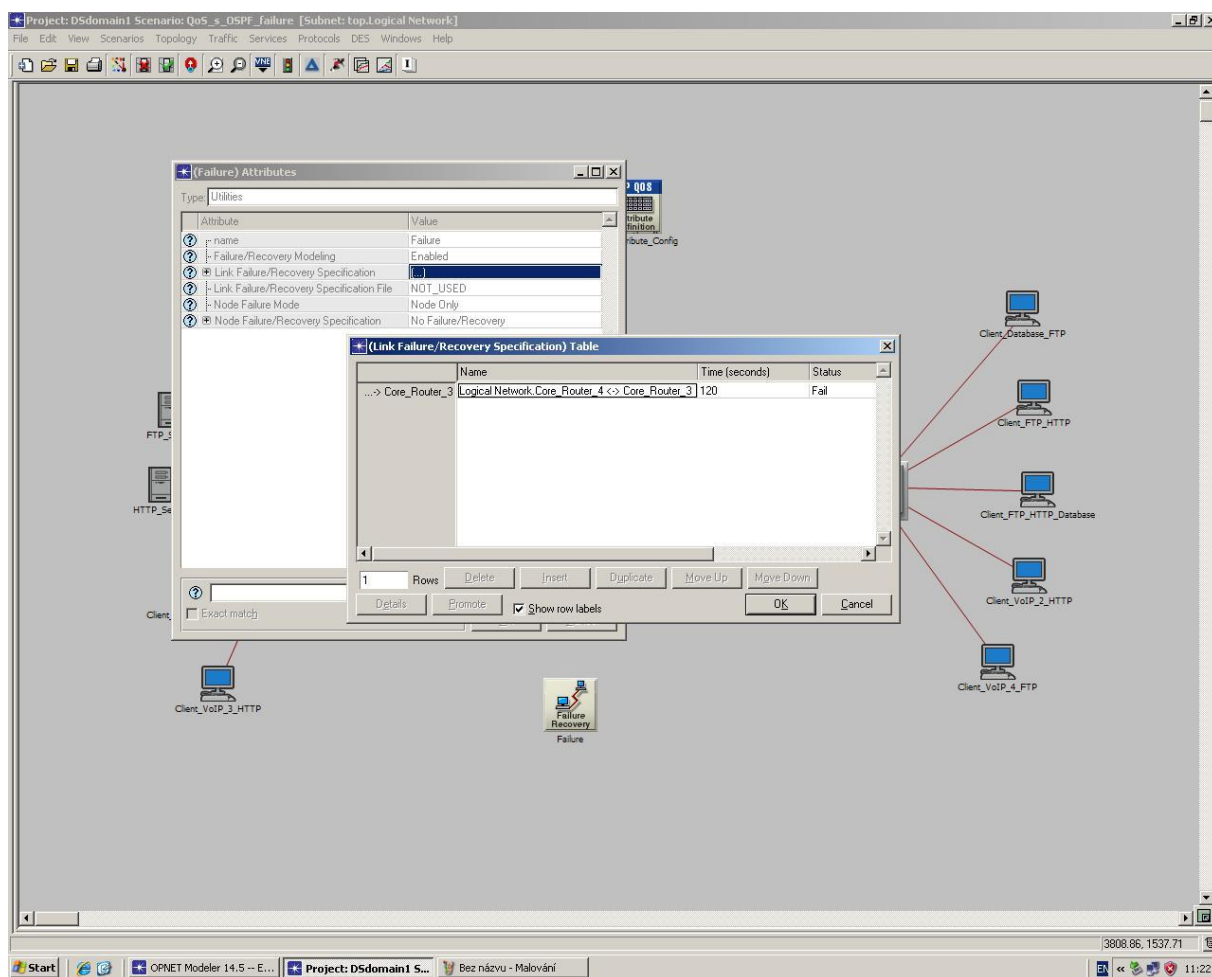 Project: DSdomain1 Scenario: QoS_s_OSPF_failure [Subnet: top.Logical Network]
File Edit View Scenarios Topology Traffic Services Protocols DES Windows Help
(Failure) Attributes
Type: Utilities
Attribute Value
name Failure
Failure/Recovery Modeling Enabled
Link Failure/Recovery Specification (...)
Link Failure/Recovery Specification File NOT_USED
Node Failure Mode Node Only
Node Failure/Recovery Specification No Failure/Recovery
QOS
Client_Database_FTP
(Link Failure/Recovery Specification) Table
Name Time (seconds) Status
...-> Core_Router_3 Logical Network.Core_Router_4 <-> Core_Router_3 120 Fail
Client_FTP_HTTP
FTP_S
HTTP_Se
Client_FTP_HTTP_Database
1 Rows Delete Insert Duplicate Move Up Move Down
Details Promote Show row labels OK Cancel
Exact match
Client_
Client_VoIP_2_HTTP
Client_VoIP_3_HTTP
Client_VoIP_4_FTP
Failure
Recovery
Failure
3808.86, 1537.71
Start OPNET Modeler 14.5 -- E... Project: DSdomain1 S... Bez názvu - Malování EN « 11:22